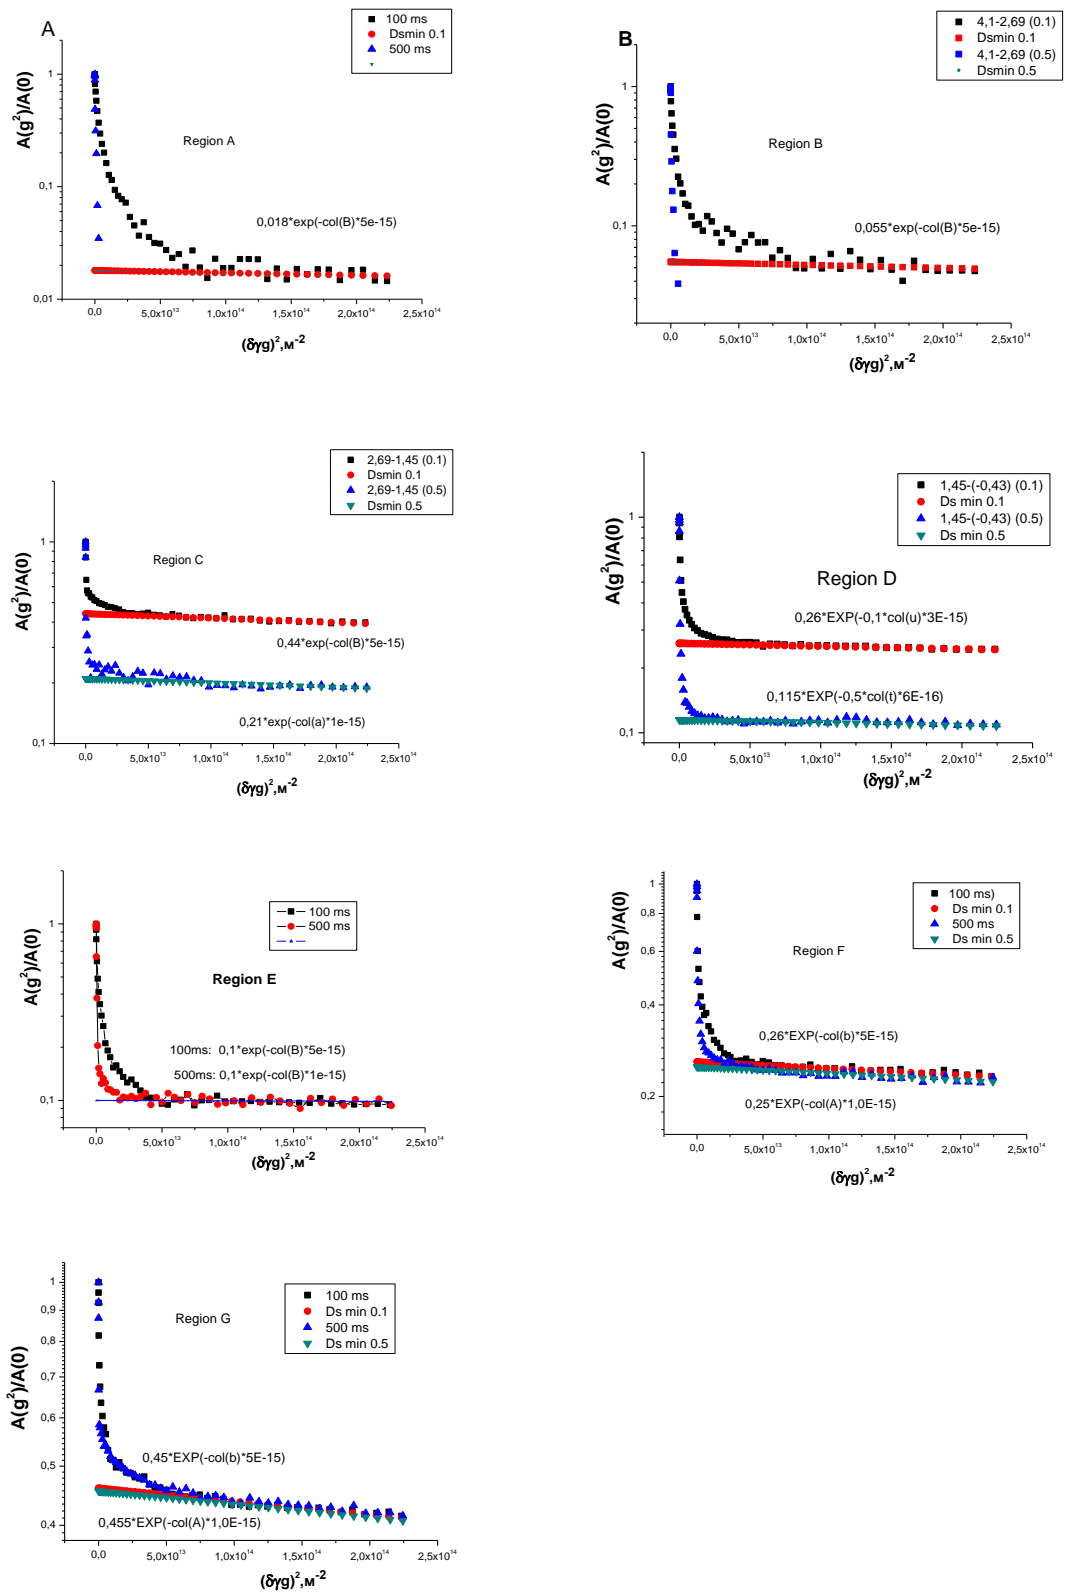 A
100 ms
Dsmin 0.1
500 ms
A(g²)/A(0)
1
0,1
0,01
Region A
0,018*exp(-col(B)*5e-15)
0,0
5,0x10¹³
1,0x10¹⁴
1,5x10¹⁴
2,0x10¹⁴
2,5x10¹⁴
(δγg)²,м⁻²
B
4,1-2,69 (0.1)
Dsmin 0.1
4,1-2,69 (0.5)
Dsmin 0.5
A(g²)/A(0)
1
0,1
Region B
0,055*exp(-col(B)*5e-15)
0,0
5,0x10¹³
1,0x10¹⁴
1,5x10¹⁴
2,0x10¹⁴
2,5x10¹⁴
(δγg)²,м⁻²
2,69-1,45 (0.1)
Dsmin 0.1
2,69-1,45 (0.5)
Dsmin 0.5
A(g²)/A(0)
1
0,1
Region C
0,44*exp(-col(B)*5e-15)
0,21*exp(-col(a)*1e-15)
0,0
5,0x10¹³
1,0x10¹⁴
1,5x10¹⁴
2,0x10¹⁴
2,5x10¹⁴
(δγg)²,м⁻²
1,45-(-0,43) (0.1)
Ds min 0.1
1,45-(-0,43) (0.5)
Ds min 0.5
A(g²)/A(0)
1
0,1
Region D
0,26*EXP(-0,1*col(u)*3E-15)
0,115*EXP(-0,5*col(t)*6E-16)
0,0
5,0x10¹³
1,0x10¹⁴
1,5x10¹⁴
2,0x10¹⁴
2,5x10¹⁴
(δγg)²,м⁻²
100 ms
500 ms
A(g²)/A(0)
1
0,1
Region E
100ms: 0,1*exp(-col(B)*5e-15)
500ms: 0,1*exp(-col(B)*1e-15)
0,0
5,0x10¹³
1,0x10¹⁴
1,5x10¹⁴
2,0x10¹⁴
2,5x10¹⁴
(δγg)²,м⁻²
100 ms)
Ds min 0.1
500 ms
Ds min 0.5
A(g²)/A(0)
1
0,8
0,6
0,4
0,2
Region F
0,26*EXP(-col(b)*5E-15)
0,25*EXP(-col(A)*1,0E-15)
0,0
5,0x10¹³
1,0x10¹⁴
1,5x10¹⁴
2,0x10¹⁴
2,5x10¹⁴
(δγg)²,м⁻²
100 ms
Ds min 0.1
500 ms
Ds min 0.5
A(g²)/A(0)
1
0,9
0,8
0,7
0,6
0,5
0,4
Region G
0,45*EXP(-col(b)*5E-15)
0,455*EXP(-col(A)*1,0E-15)
0,0
5,0x10¹³
1,0x10¹⁴
1,5x10¹⁴
2,0x10¹⁴
2,5x10¹⁴
(δγg)²,м⁻²